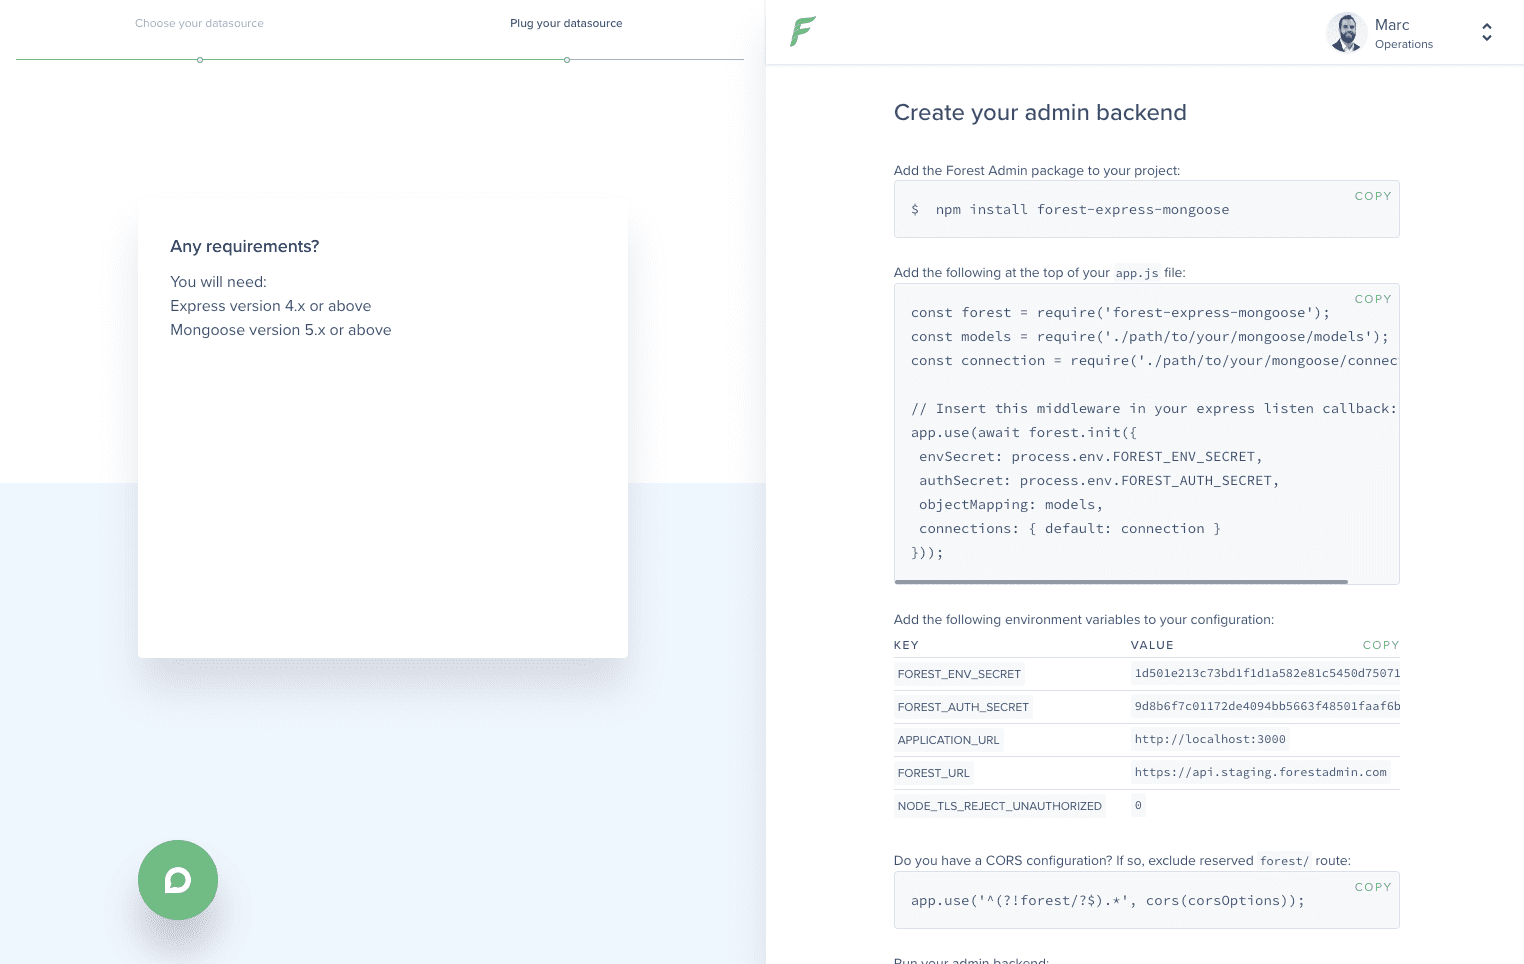 Choose your datasource
Plug your datasource
Any requirements?
You will need:
Express version 4.x or above
Mongoose version 5.x or above
Marc
Operations
Create your admin backend
Add the Forest Admin package to your project:
COPY
$  npm install forest-express-mongoose
Add the following at the top of your app.js file:
COPY
const forest = require('forest-express-mongoose');
const models = require('./path/to/your/mongoose/models');
const connection = require('./path/to/your/mongoose/connec
// Insert this middleware in your express listen callback:
app.use(await forest.init({
 envSecret: process.env.FOREST_ENV_SECRET,
 authSecret: process.env.FOREST_AUTH_SECRET,
 objectMapping: models,
 connections: { default: connection }
}));
Add the following environment variables to your configuration:
KEY VALUE COPY
FOREST_ENV_SECRET 1d501e213c73bd1f1d1a582e81c5450d75071
FOREST_AUTH_SECRET 9d8b6f7c01172de4094bb5663f48501faaf6b
APPLICATION_URL http://localhost:3000
FOREST_URL https://api.staging.forestadmin.com
NODE_TLS_REJECT_UNAUTHORIZED 0
Do you have a CORS configuration? If so, exclude reserved forest/ route:
COPY
app.use('^(?!forest/?$).*', cors(corsOptions));
Run your admin backend: